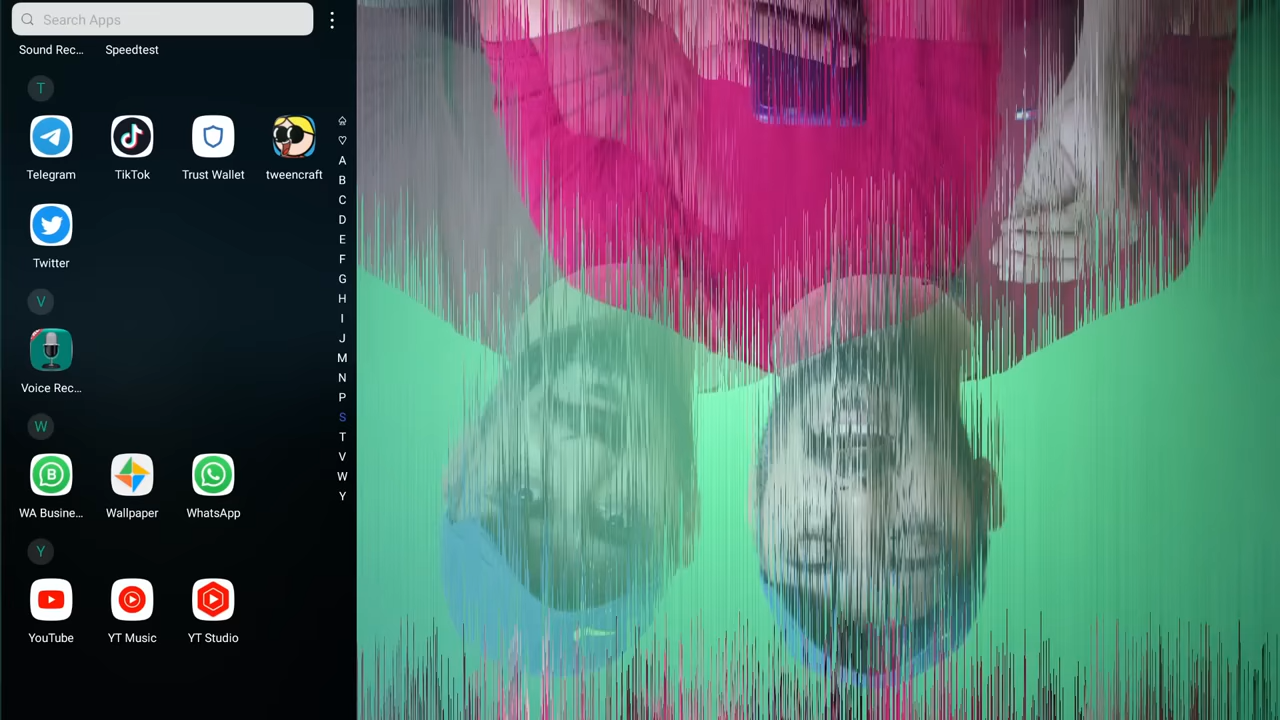 Search Apps
Sound Rec... Speedtest
T
Telegram TikTok Trust Wallet tweencraft
Twitter
V
Voice Rec...
W
WA Busine... Wallpaper WhatsApp
Y
YouTube YT Music YT Studio
A
B
C
D
E
F
G
H
I
J
M
N
P
S
T
V
W
Y